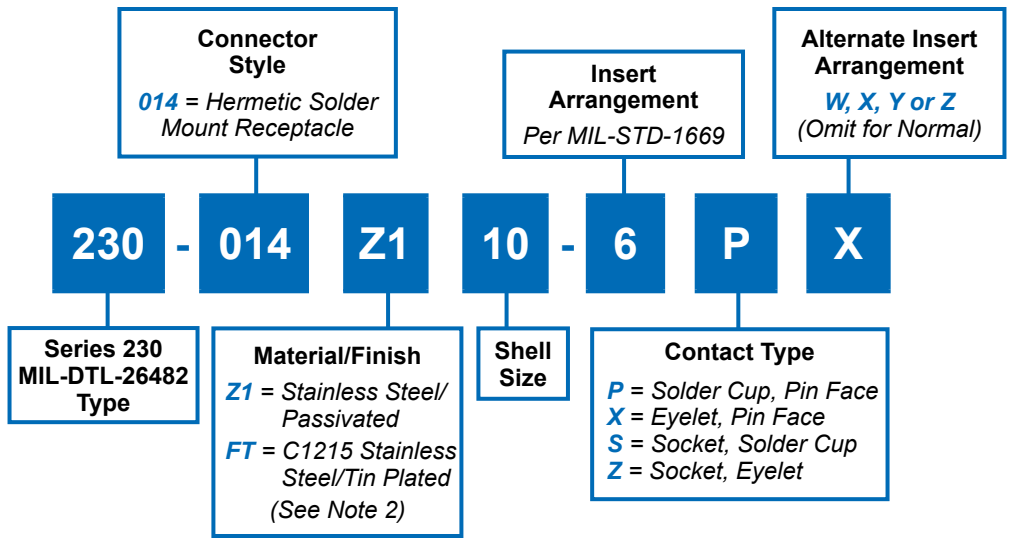 Connector
Style
014 = Hermetic Solder
Mount Receptacle
Insert
Arrangement
Per MIL-STD-1669
Alternate Insert
Arrangement
W, X, Y or Z
(Omit for Normal)
230 - 014 Z1 10 - 6 P X
Series 230
MIL-DTL-26482
Type
Material/Finish
Z1 = Stainless Steel/
Passivated
FT = C1215 Stainless
Steel/Tin Plated
(See Note 2)
Shell
Size
Contact Type
P = Solder Cup, Pin Face
X = Eyelet, Pin Face
S = Socket, Solder Cup
Z = Socket, Eyelet